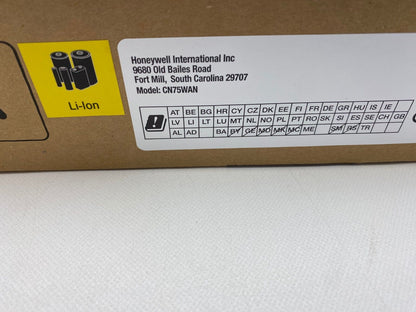 Li-Ion
Honeywell International Inc
9680 Old Bailes Road
Fort Mill, South Carolina 29707
Model: CN75WAN
AT BE BG HR CY CZ DK EE FI FR DE GR HU IS IE
LV LI LT LU MT NL NO PL PT RO SK SI ES SE CH GB
AL AD BA BY GE MD MK MC ME SM RS TR